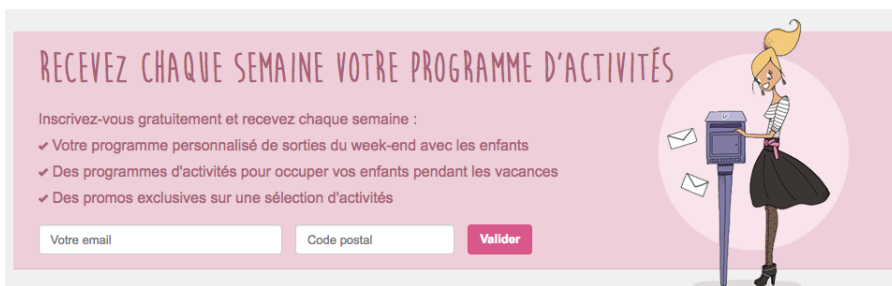 RECEVEZ CHAQUE SEMAINE VOTRE PROGRAMME D'ACTIVITÉS
Inscrivez-vous gratuitement et recevez chaque semaine :
✔ Votre programme personnalisé de sorties du week-end avec les enfants
✔ Des programmes d'activités pour occuper vos enfants pendant les vacances
✔ Des promos exclusives sur une sélection d'activités
Votre email Code postal Valider